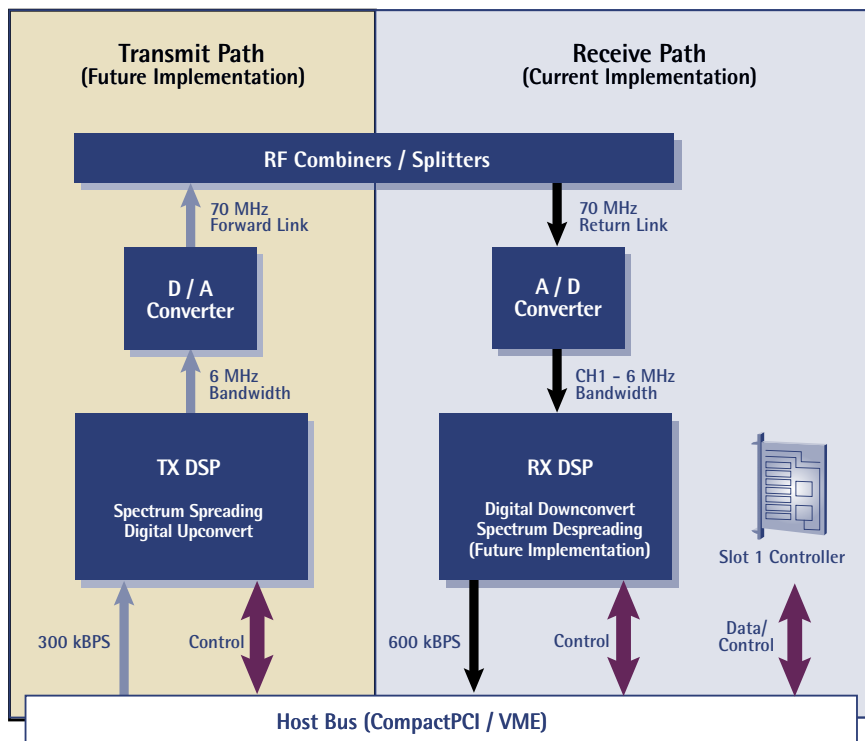 Transmit Path
(Future Implementation)
Receive Path
(Current Implementation)
RF Combiners / Splitters
70 MHz
Forward Link
70 MHz
Return Link
D / A
Converter
A / D
Converter
6 MHz
Bandwidth
CH1 - 6 MHz
Bandwidth
TX DSP
Spectrum Spreading
Digital Upconvert
RX DSP
Digital Downconvert
Spectrum Despreading
(Future Implementation)
Slot 1 Controller
300 kBPS
Control
600 kBPS
Control
Data/
Control
Host Bus (CompactPCI / VME)